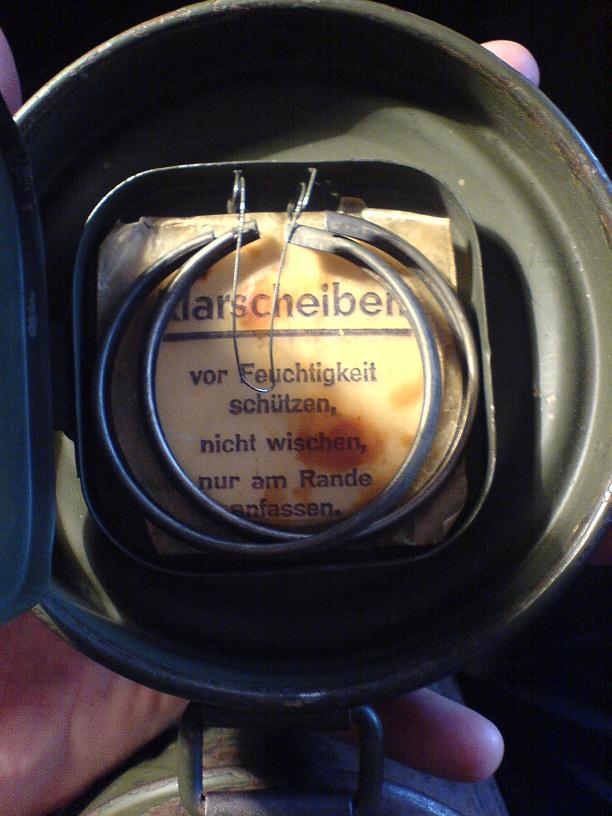 Klarscheiben
vor Feuchtigkeit
schützen,
nicht wischen,
nur am Rande
anfassen.